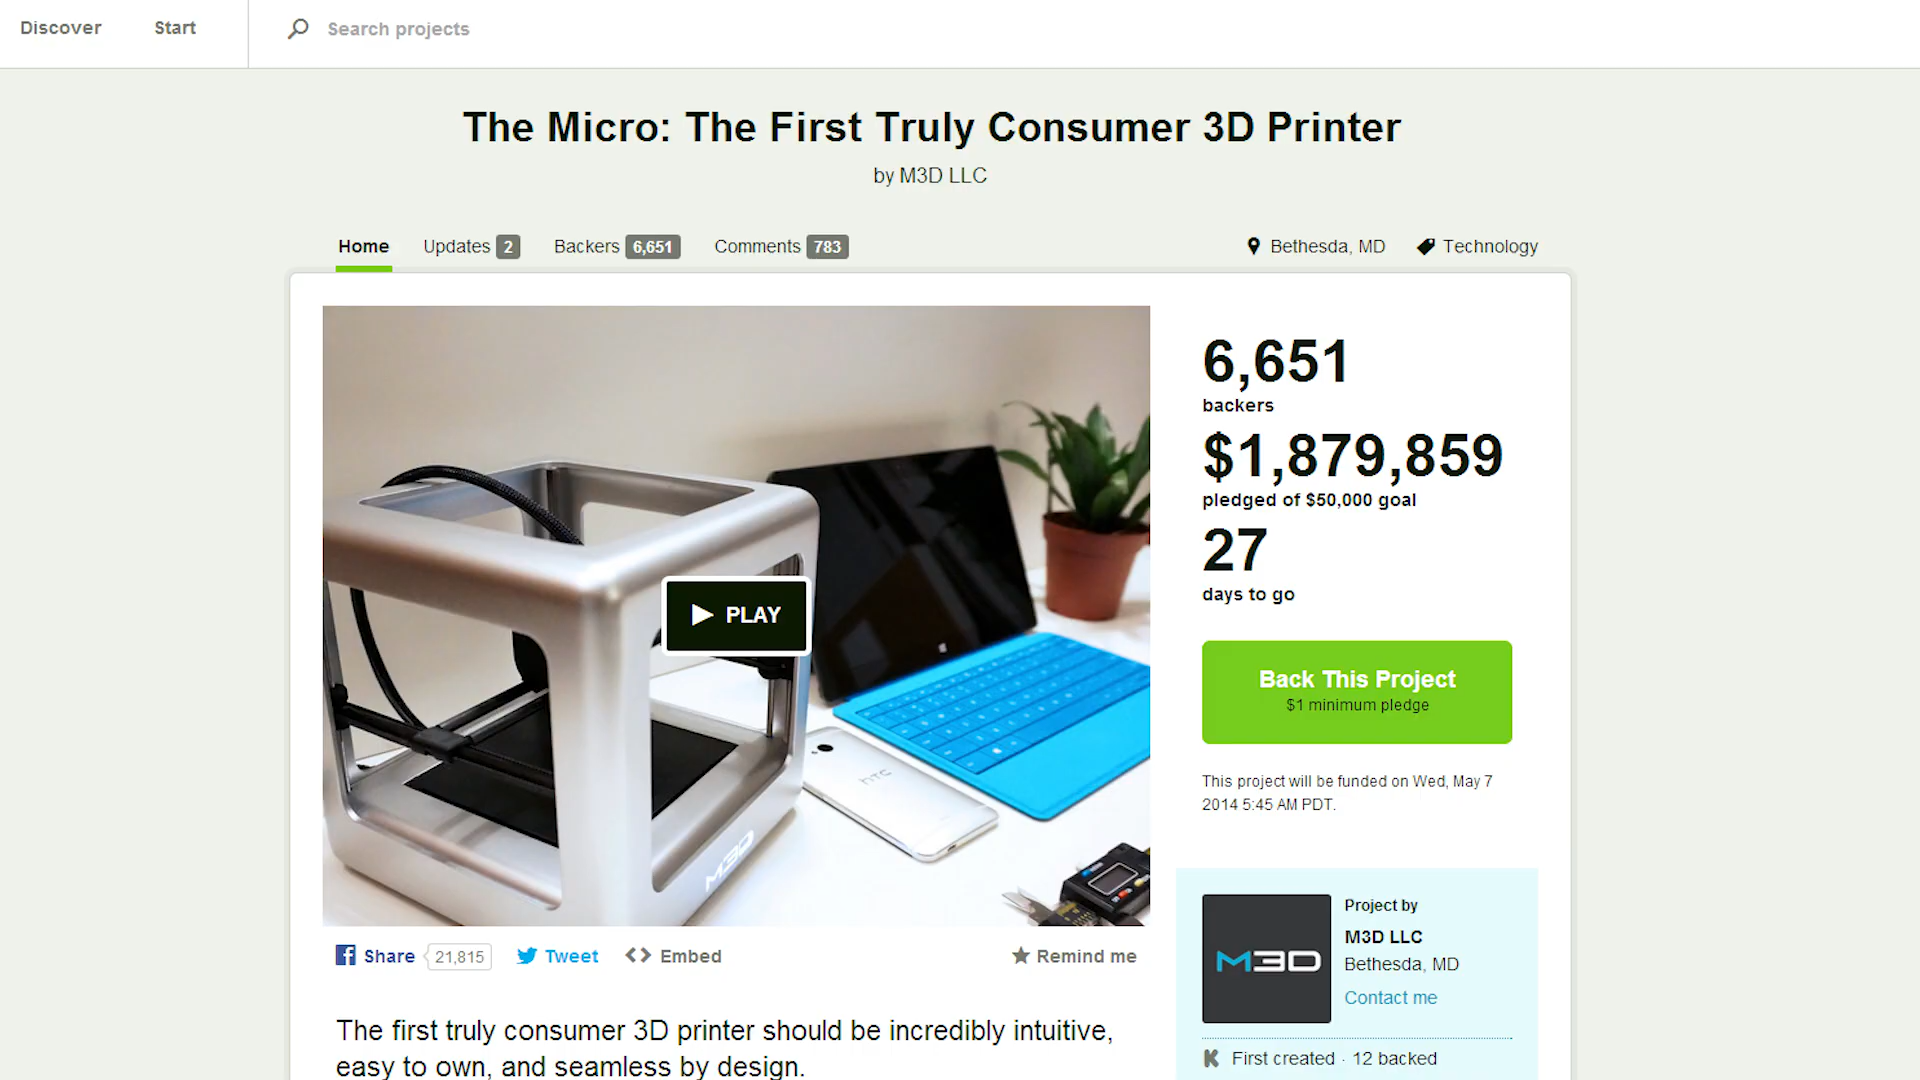 Discover Start Search projects
The Micro: The First Truly Consumer 3D Printer
by M3D LLC
Home Updates 2 Backers 6,651 Comments 783 Bethesda, MD Technology
6,651
backers
$1,879,859
pledged of $50,000 goal
27
days to go
PLAY
hTC
M3D
Back This Project
$1 minimum pledge
This project will be funded on Wed, May 7
2014 5:45 AM PDT.
Share 21,815 Tweet Embed Remind me
The first truly consumer 3D printer should be incredibly intuitive,
easy to own, and seamless by design.
M3D
Project by
M3D LLC
Bethesda, MD
Contact me
First created · 12 backed